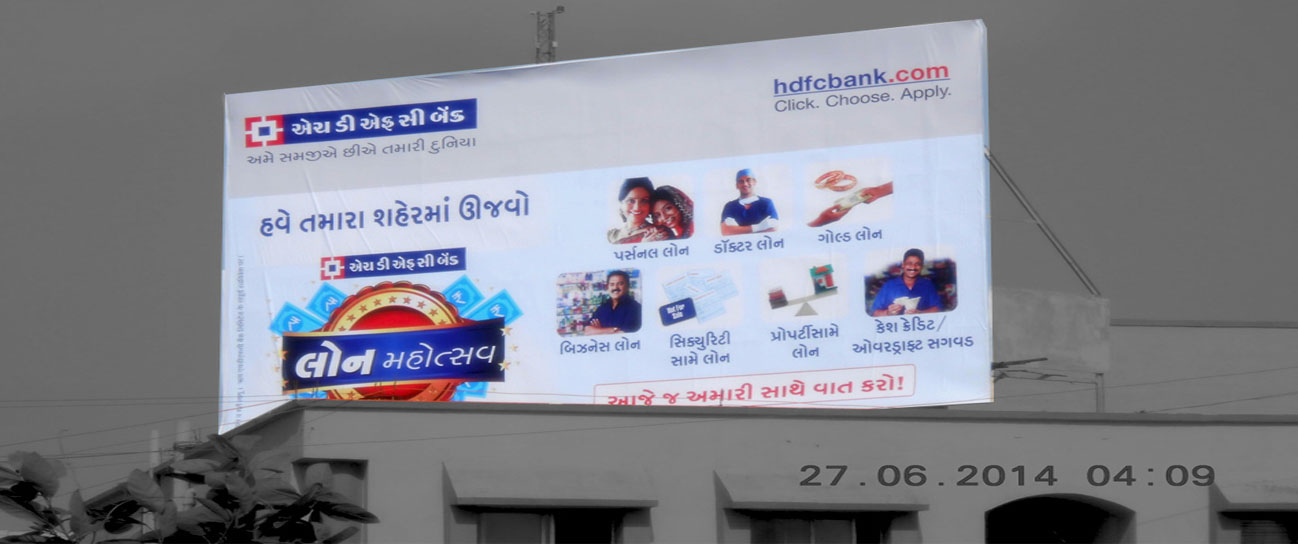 hdfcbank.com
Click. Choose. Apply.
એચ ડી એફ સી બેંક
અમે સમજીએ છીએ તમારી દુનિયા
હવે તમારા શહેરમાં ઊજવો
એચ ડી એફ સી બેંક
લોન મહોત્સવ
પર્સનલ લોન
ડૉક્ટર લોન
ગોલ્ડ લોન
બિઝનેસ લોન
સિક્યુરિટી
સામે લોન
પ્રોપર્ટીસામે
લોન
કેશ ક્રેડિટ/
ઓવરડ્રાફ્ટ સગવડ
આજે જ અમારી સાથે વાત કરો!
27.06.2014 04:09